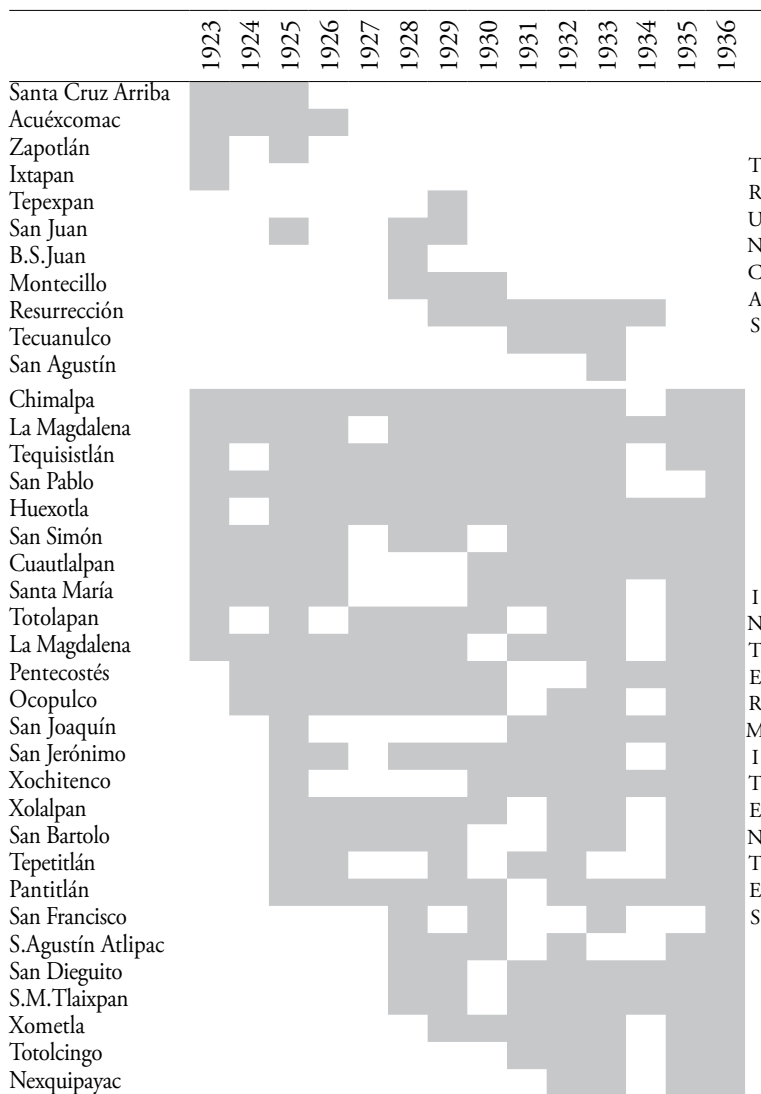 1923 1924 1925 1926 1927 1928 1929 1930 1931 1932 1933 1934 1935 1936
Santa Cruz Arriba
Acuéxcomac
Zapotlán
Ixtapan
Tepexpan
San Juan
B.S.Juan
Montecillo
Resurrección
Tecuanulco
San Agustín
TRUNCAS
Chimalpa
La Magdalena
Tequisistlán
San Pablo
Huexotla
San Simón
Cuautlalpan
Santa María
Totolapan
La Magdalena
Pentecostés
Ocopulco
San Joaquín
San Jerónimo
Xochitenco
Xolalpan
San Bartolo
Tepetitlán
Pantitlán
San Francisco
S.Agustín Atlipac
San Dieguito
S.M.Tlaixpan
Xometla
Totolcingo
Nexquipayac
INTERMITENTES